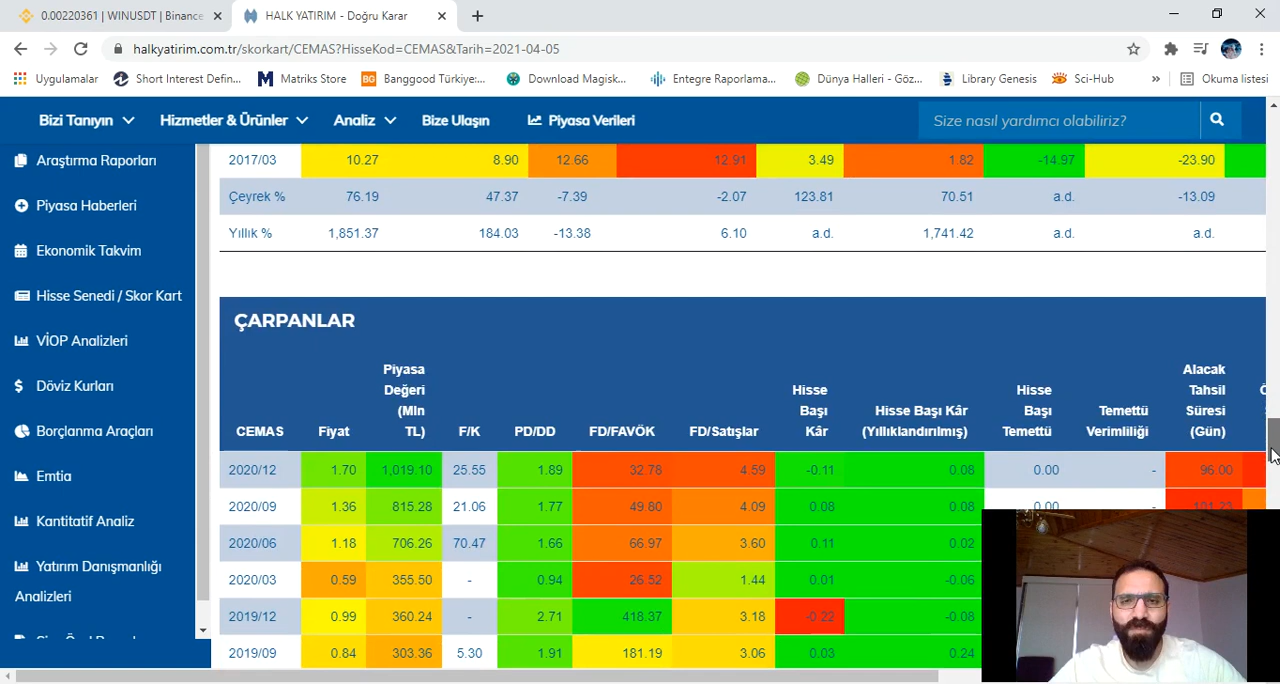 0.00220361 | WINUSDT | Binance
HALK YATIRIM - Doğru Karar
halkyatirim.com.tr/skorkart/CEMAS?HisseKod=CEMAS&Tarih=2021-04-05
Uygulamalar Short Interest Defin... Matriks Store BG Banggood Türkiye:... Download Magisk... Entegre Raporlama... Dünya Halleri - Göz... Library Genesis Sci-Hub » Okuma listesi
Bizi Tanıyın Hizmetler & Ürünler Analiz Bize Ulaşın Piyasa Verileri Size nasıl yardımcı olabiliriz?
Araştırma Raporları
Piyasa Haberleri
Ekonomik Takvim
Hisse Senedi / Skor Kart
VİOP Analizleri
Döviz Kurları
Borçlanma Araçları
Emtia
Kantitatif Analiz
Yatırım Danışmanlığı
Analizleri
2017/03 10.27 8.90 12.66 12.91 3.49 1.82 -14.97 -23.90
Çeyrek % 76.19 47.37 -7.39 -2.07 123.81 70.51 a.d. -13.09
Yıllık % 1,851.37 184.03 -13.38 6.10 a.d. 1,741.42 a.d. a.d.
ÇARPANLAR
CEMAS
Fiyat
Piyasa
Değeri
(Mln
TL)
F/K
PD/DD
FD/FAVÖK
FD/Satışlar
Hisse
Başı
Kâr
Hisse Başı Kâr
(Yıllıklandırılmış)
Hisse
Başı
Temettü
Temettü
Verimliliği
Alacak
Tahsil
Süresi
(Gün)
2020/12 1.70 1,019.10 25.55 1.89 32.78 4.59 -0.11 0.08 0.00 - 96.00
2020/09 1.36 815.28 21.06 1.77 49.80 4.09 0.08 0.08 0.00 - 101.23
2020/06 1.18 706.26 70.47 1.66 66.97 3.60 0.11 0.02
2020/03 0.59 355.50 - 0.94 26.52 1.44 0.01 -0.06
2019/12 0.99 360.24 - 2.71 418.37 3.18 -0.22 -0.08
2019/09 0.84 303.36 5.30 1.91 181.19 3.06 0.03 0.24